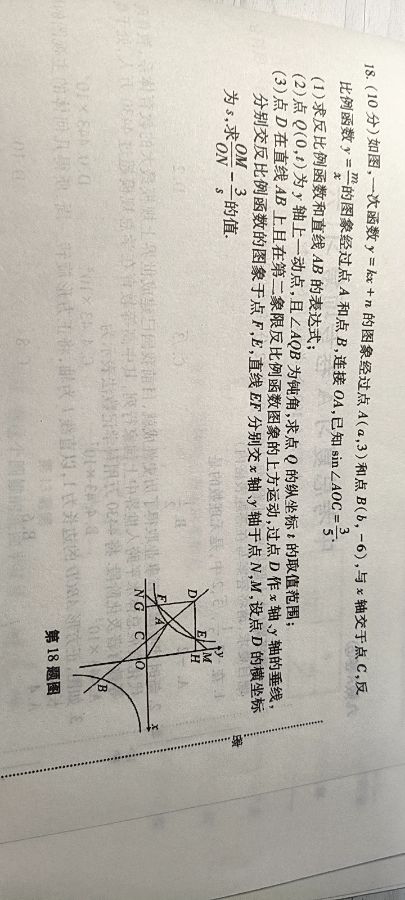 18. (10 分) 如图,一次函数 y = kx + n 的图象经过点 A(a,3) 和点 B(b, -6),与 x 轴交于点 C,反
比例函数 y = m/x 的图象经过点 A 和点 B,连接 OA,已知 sin∠AOC = 3/5.
(1) 求反比例函数和直线 AB 的表达式;
(2) 点 Q(0,t) 为 y 轴上一动点,且∠AQB 为钝角,求点 Q 的纵坐标 t 的取值范围;
(3) 点 D 在直线 AB 上且在第二象限反比例函数图象的上方运动,过点 D 作 x 轴、y 轴的垂线,
分别交反比例函数的图象于点 F,E,直线 EF 分别交 x 轴、y 轴于点 N,M,设点 D 的横坐标
为 s,求 OM/ON - 3/s 的值.
y
M
D
E
H
F
A
N
G
C
O
x
B
第 18 题图